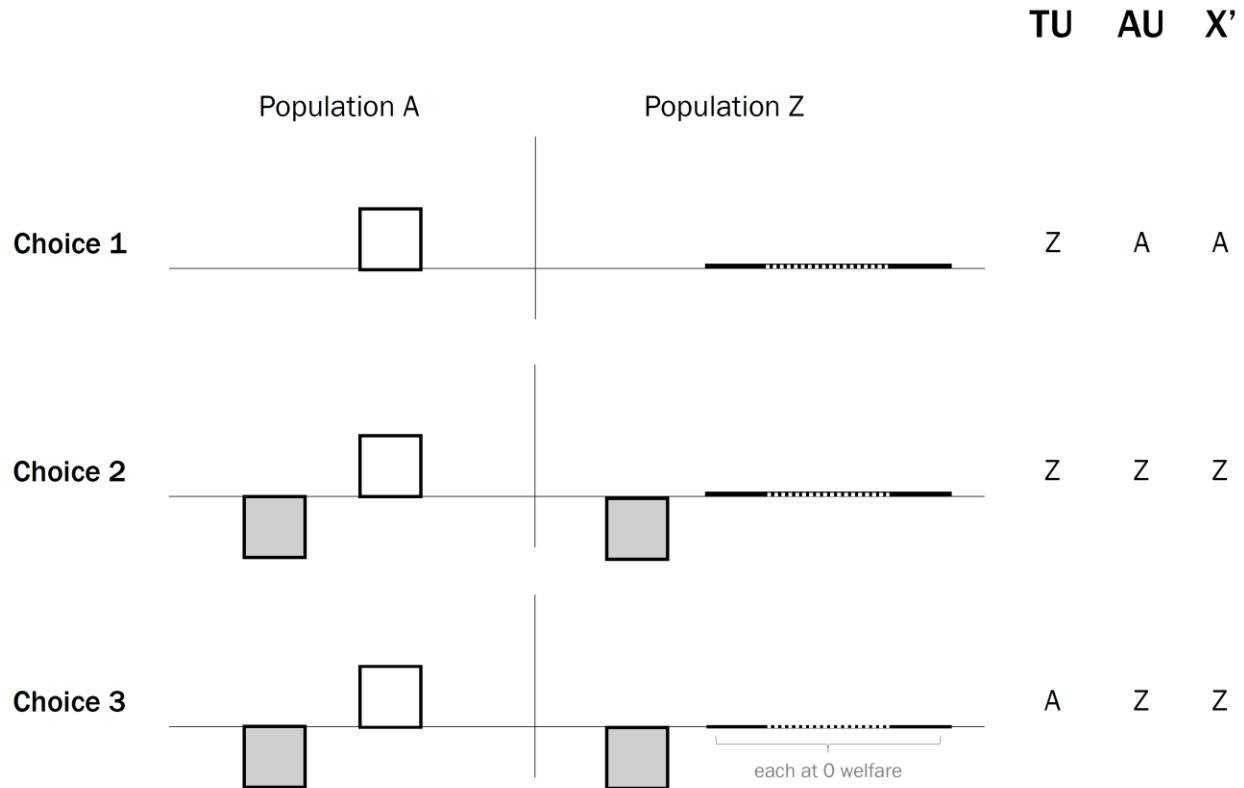 TU AU X’
Population A Population Z
Choice 1 Z A A
Choice 2 Z Z Z
Choice 3 A Z Z
each at 0 welfare